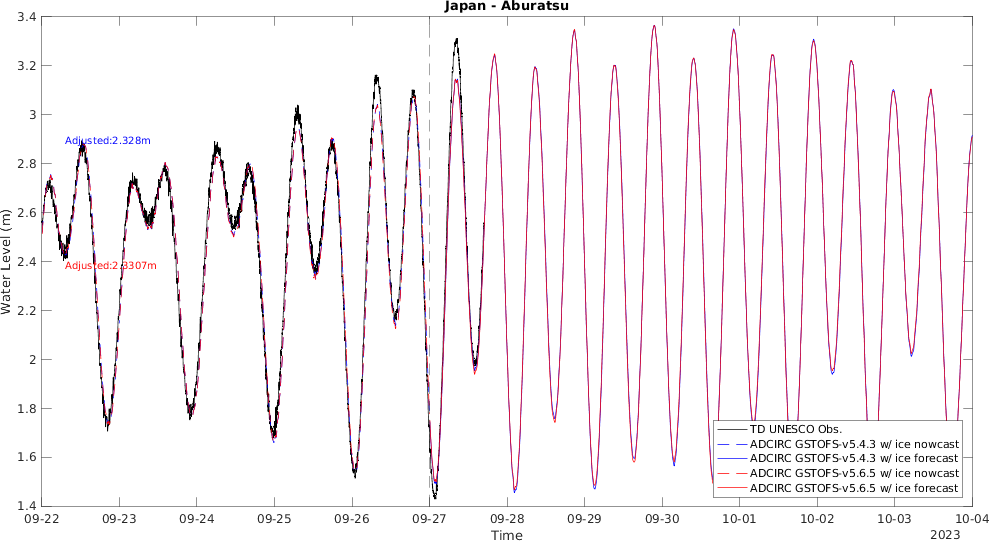 Japan - Aburatsu
3.4
3.2
3
2.8
2.6
2.4
2.2
2
1.8
1.6
1.4
Water Level (m)
Adjusted:2.328m
Adjusted:2.3307m
TD UNESCO Obs.
ADCIRC GSTOFS-v5.4.3 w/ ice nowcast
ADCIRC GSTOFS-v5.4.3 w/ ice forecast
ADCIRC GSTOFS-v5.6.5 w/ ice nowcast
ADCIRC GSTOFS-v5.6.5 w/ ice forecast
09-22 09-23 09-24 09-25 09-26 09-27 09-28 09-29 09-30 10-01 10-02 10-03 10-04
Time
2023